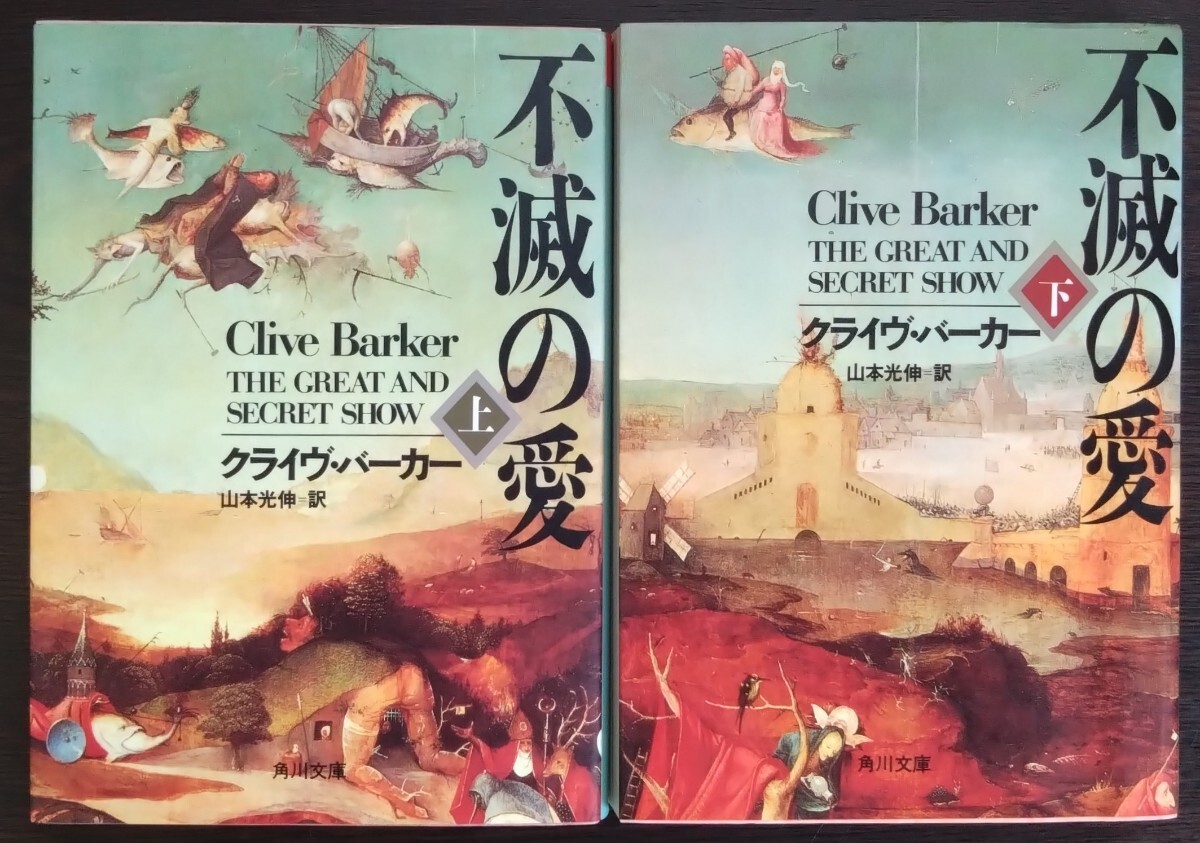 不滅の愛
Clive Barker
THE GREAT AND
SECRET SHOW
上
クライヴ・バーカー
山本光伸=訳
角川文庫
不滅の愛
Clive Barker
THE GREAT AND
SECRET SHOW
下
クライヴ・バーカー
山本光伸=訳
角川文庫